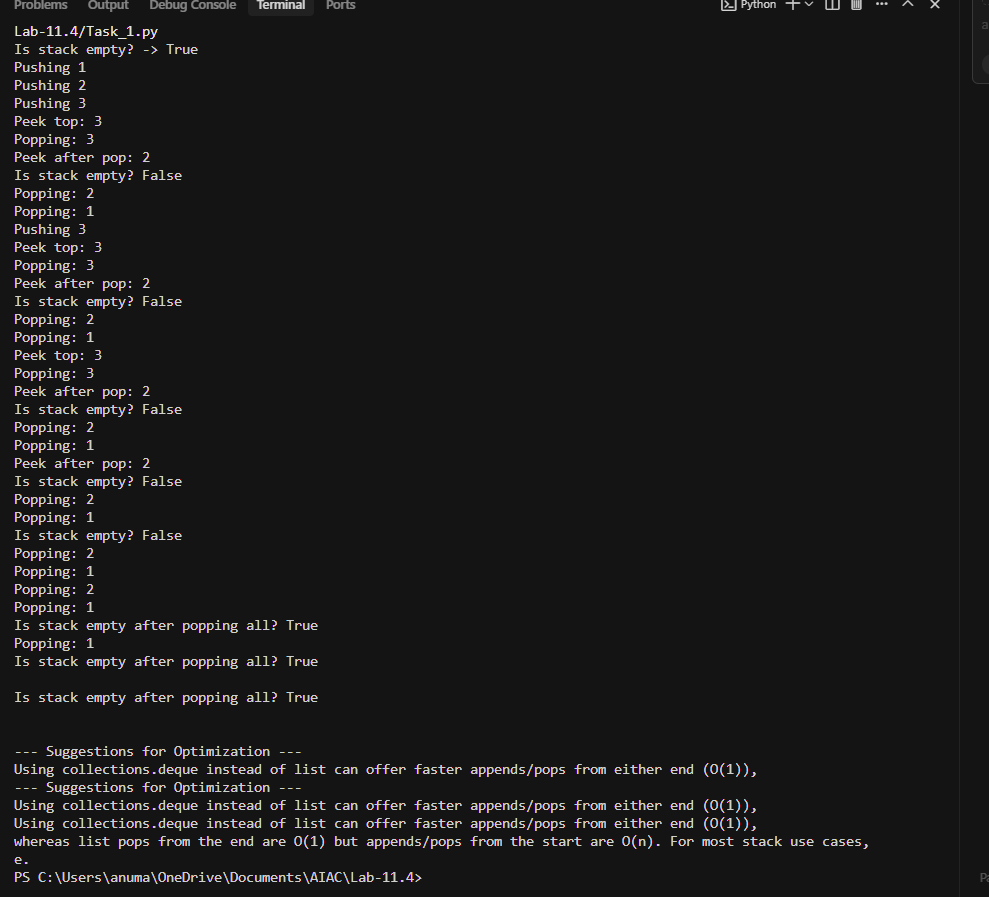 Problems Output Debug Console Terminal Ports Python
Lab-11.4/Task_1.py
Is stack empty? -> True
Pushing 1
Pushing 2
Pushing 3
Peek top: 3
Popping: 3
Peek after pop: 2
Is stack empty? False
Popping: 2
Popping: 1
Pushing 3
Peek top: 3
Popping: 3
Peek after pop: 2
Is stack empty? False
Popping: 2
Popping: 1
Peek top: 3
Popping: 3
Peek after pop: 2
Is stack empty? False
Popping: 2
Popping: 1
Peek after pop: 2
Is stack empty? False
Popping: 2
Popping: 1
Is stack empty? False
Popping: 2
Popping: 1
Popping: 2
Popping: 1
Is stack empty after popping all? True
Popping: 1
Is stack empty after popping all? True
Is stack empty after popping all? True
--- Suggestions for Optimization ---
Using collections.deque instead of list can offer faster appends/pops from either end (O(1)),
--- Suggestions for Optimization ---
Using collections.deque instead of list can offer faster appends/pops from either end (O(1)),
Using collections.deque instead of list can offer faster appends/pops from either end (O(1)),
whereas list pops from the end are O(1) but appends/pops from the start are O(n). For most stack use cases,
e.
PS C:\Users\anuma\OneDrive\Documents\AIAC\Lab-11.4>